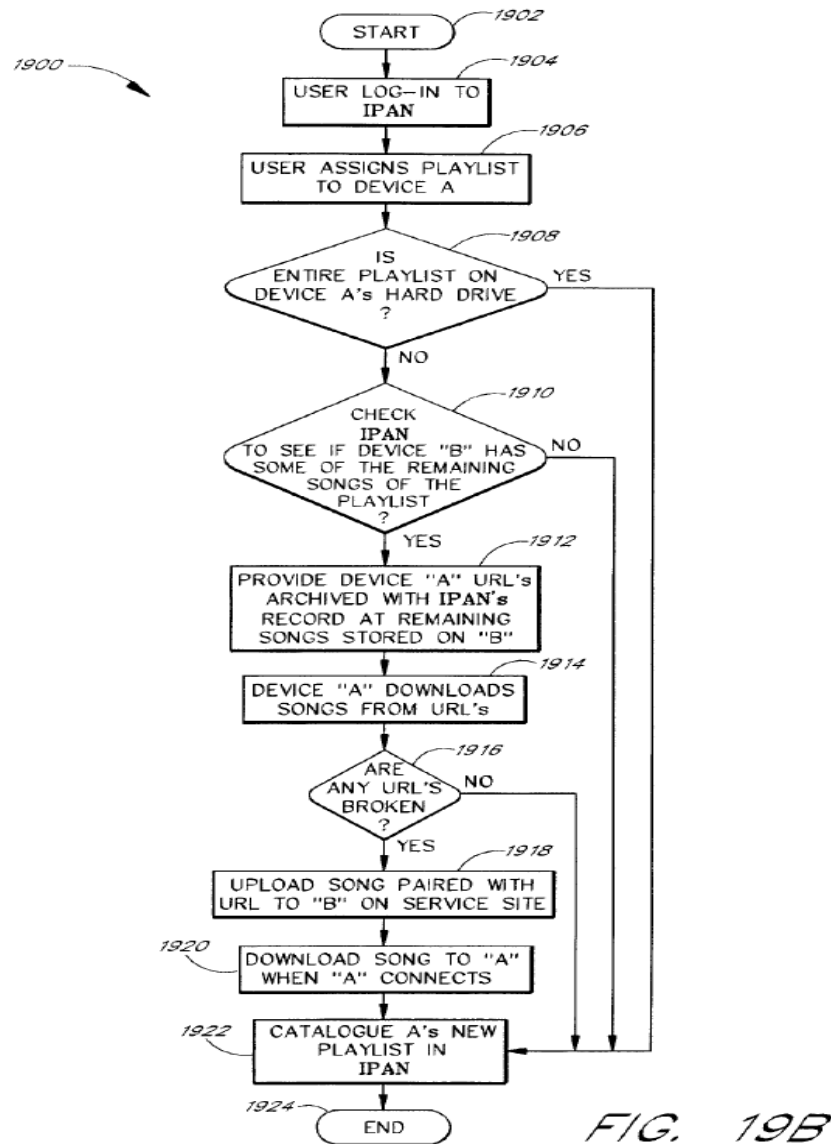 1902
START
1900
1904
USER LOG-IN TO
IPAN
1906
USER ASSIGNS PLAYLIST
TO DEVICE A
1908
IS
ENTIRE PLAYLIST ON
DEVICE A's HARD DRIVE
?
YES
NO
1910
CHECK
IPAN
TO SEE IF DEVICE "B" HAS
SOME OF THE REMAINING
SONGS OF THE
PLAYLIST
?
NO
YES
1912
PROVIDE DEVICE "A" URL's
ARCHIVED WITH IPAN's
RECORD AT REMAINING
SONGS STORED ON "B"
1914
DEVICE "A" DOWNLOADS
SONGS FROM URL's
1916
ARE
ANY URL'S
BROKEN
?
NO
YES
1918
UPLOAD SONG PAIRED WITH
URL TO "B" ON SERVICE SITE
1920
DOWNLOAD SONG TO "A"
WHEN "A" CONNECTS
1922
CATALOGUE A's NEW
PLAYLIST IN
IPAN
1924
END
FIG. 19B